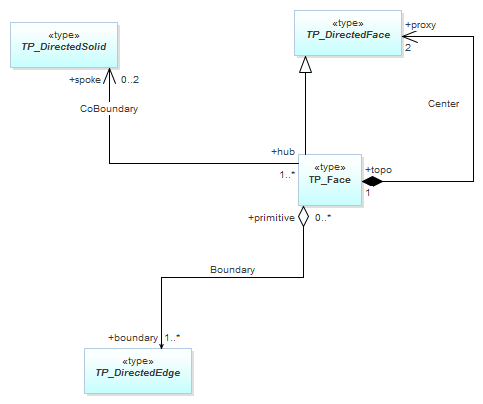 «type»
TP_DirectedSolid
«type»
TP_DirectedFace
+proxy
2
+spoke
0..2
CoBoundary
Center
+hub
1..*
«type»
TP_Face
+topo
1
+primitive
0..*
Boundary
+boundary
1..*
«type»
TP_DirectedEdge